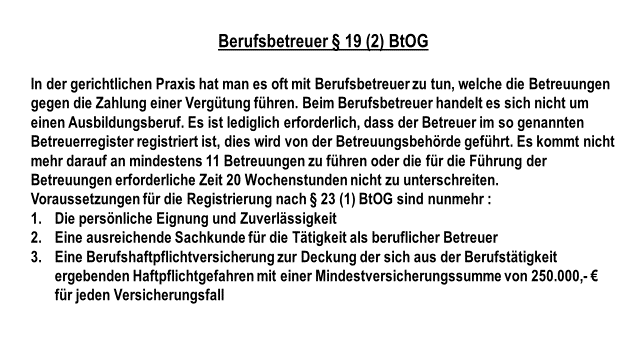 Berufsbetreuer § 19 (2) BtOG
In der gerichtlichen Praxis hat man es oft mit Berufsbetreuer zu tun, welche die Betreuungen
gegen die Zahlung einer Vergütung führen. Beim Berufsbetreuer handelt es sich nicht um
einen Ausbildungsberuf. Es ist lediglich erforderlich, dass der Betreuer im so genannten
Betreuerregister registriert ist, dies wird von der Betreuungsbehörde geführt. Es kommt nicht
mehr darauf an mindestens 11 Betreuungen zu führen oder die für die Führung der
Betreuungen erforderliche Zeit 20 Wochenstunden nicht zu unterschreiten.
Voraussetzungen für die Registrierung nach § 23 (1) BtOG sind nunmehr :
1. Die persönliche Eignung und Zuverlässigkeit
2. Eine ausreichende Sachkunde für die Tätigkeit als beruflicher Betreuer
3. Eine Berufshaftpflichtversicherung zur Deckung der sich aus der Berufstätigkeit
ergebenden Haftpflichtgefahren mit einer Mindestversicherungssumme von 250.000,- €
für jeden Versicherungsfall